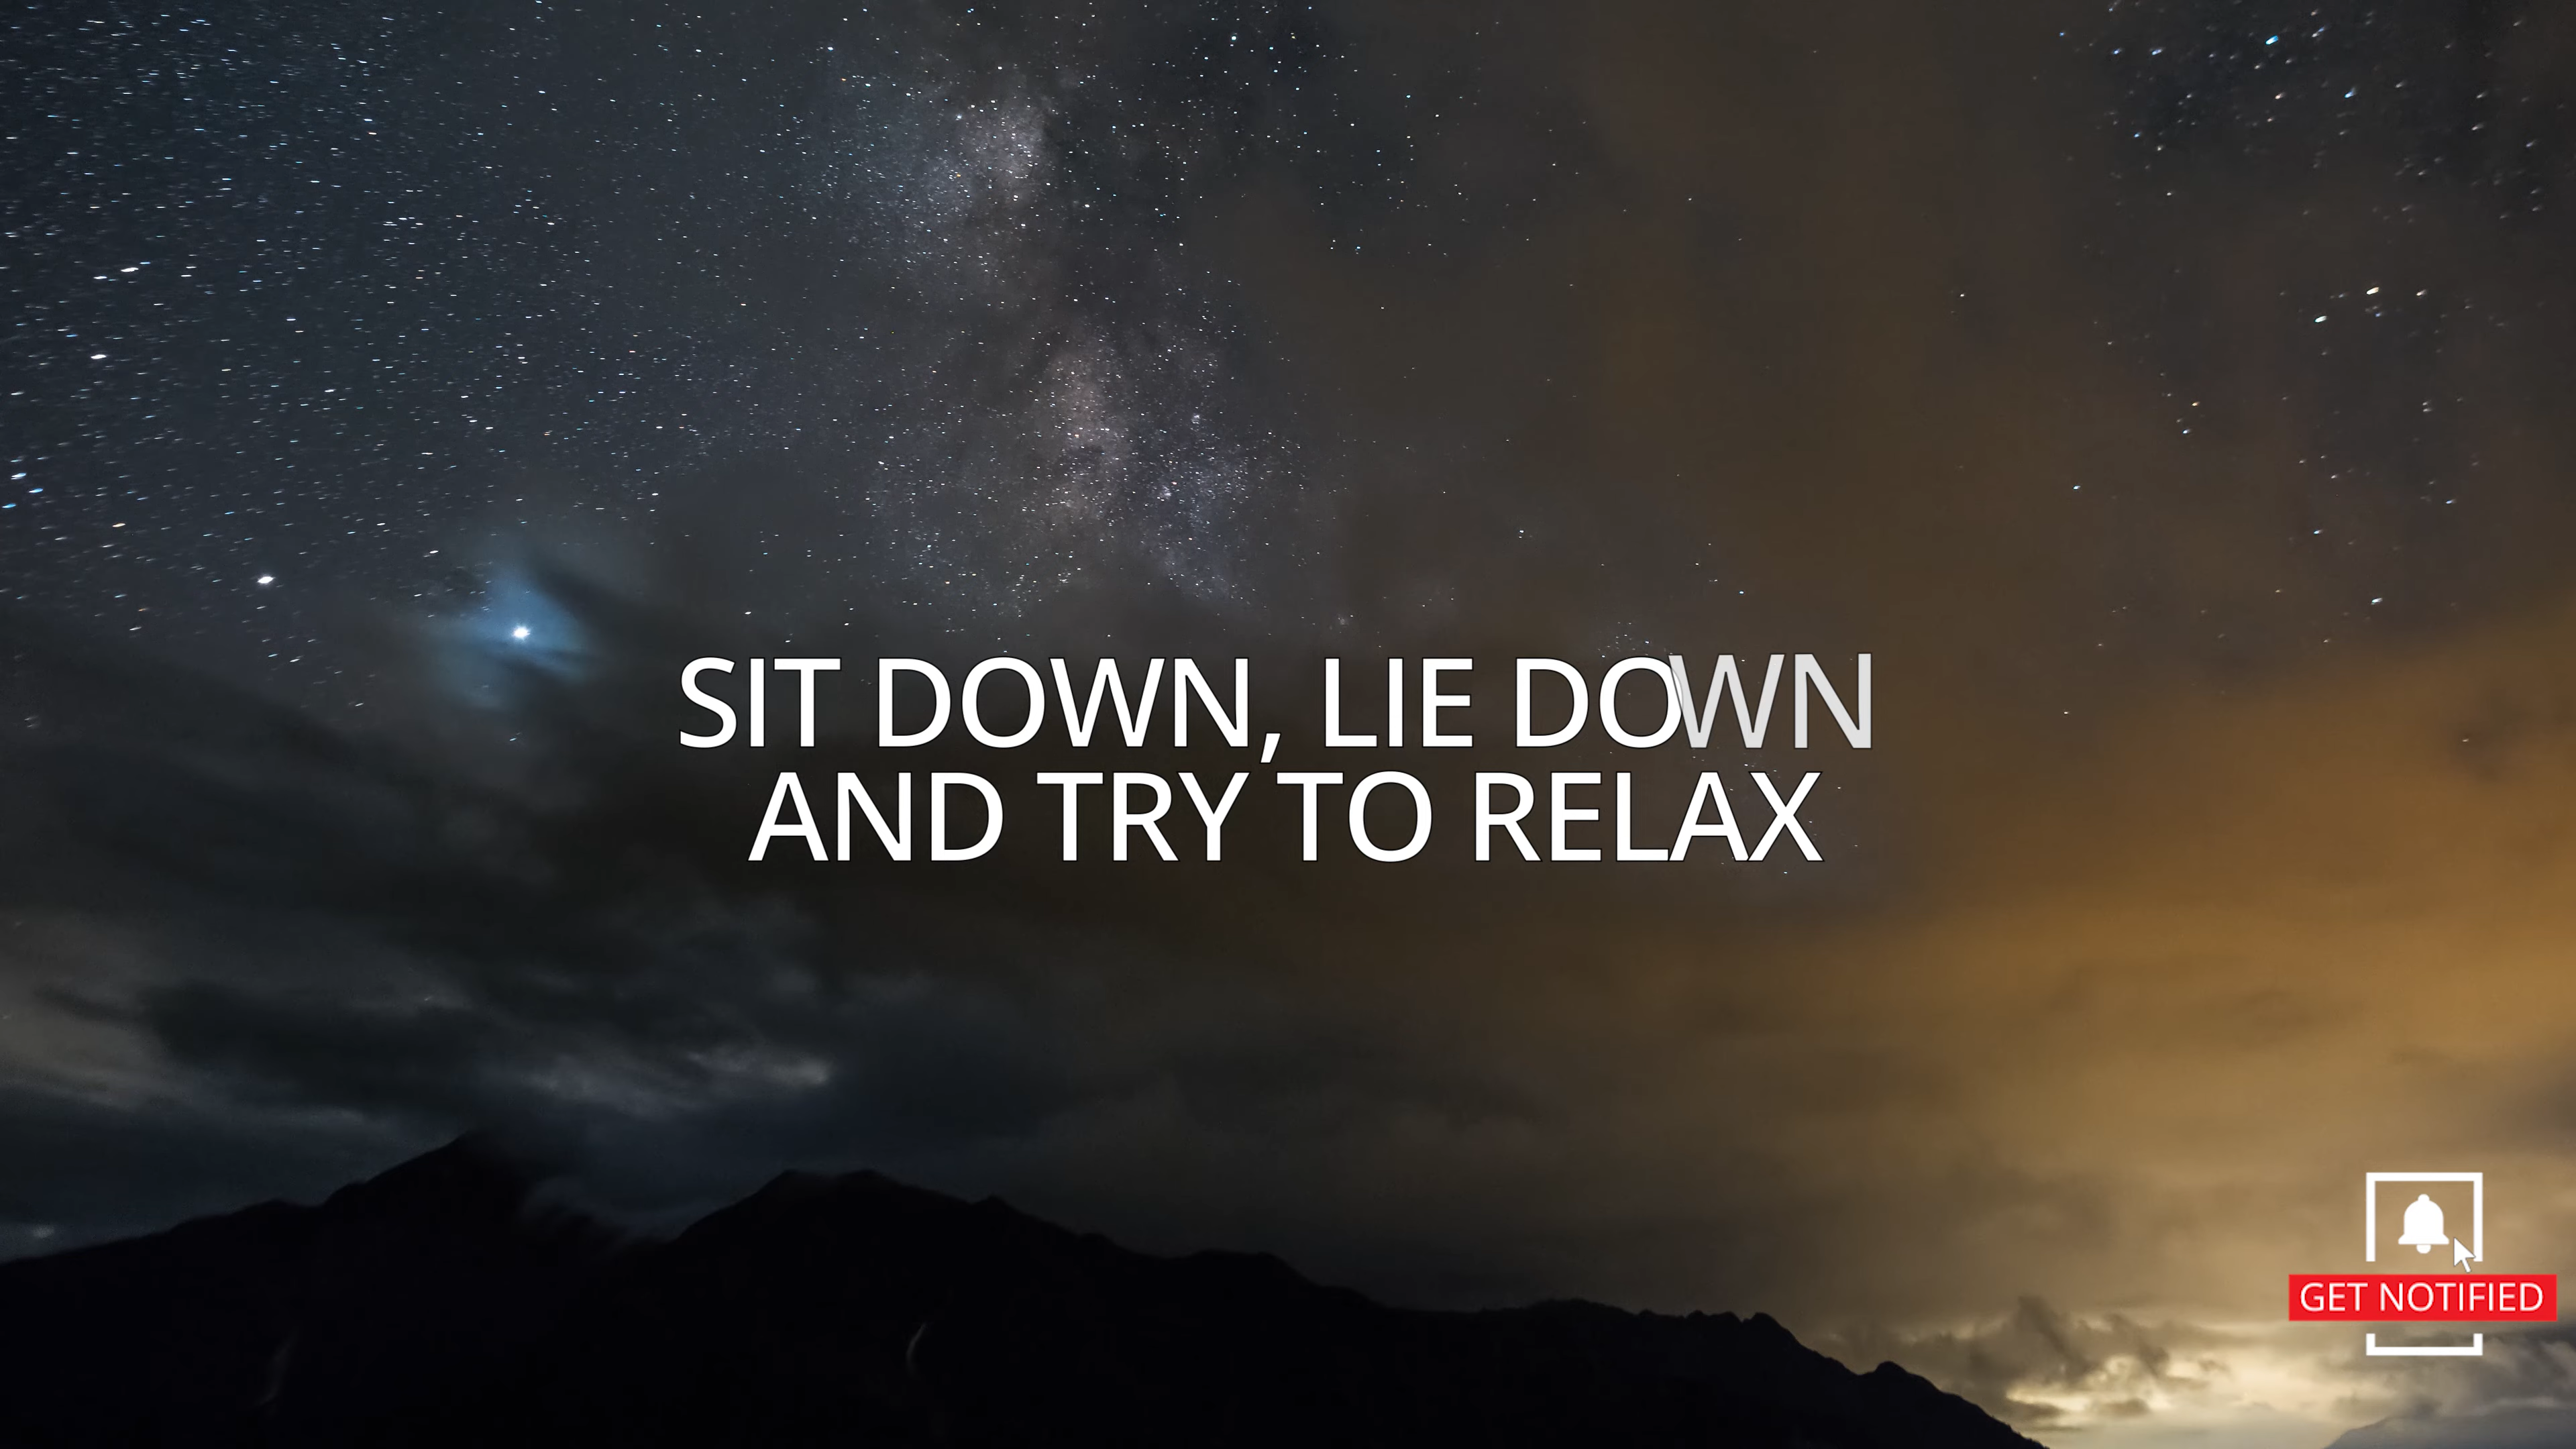 SIT DOWN, LIE DOWN
AND TRY TO RELAX
GET NOTIFIED